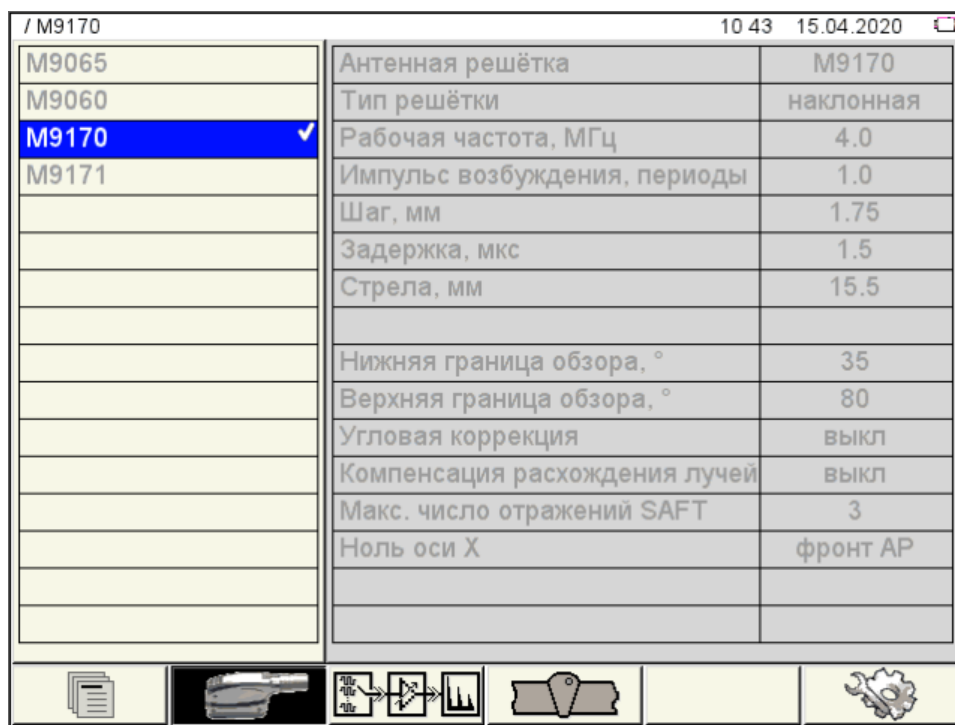 / M9170 10 43 15.04.2020
M9065
M9060
M9170
M9171
Антенная решётка M9170
Тип решётки наклонная
Рабочая частота, МГц 4.0
Импульс возбуждения, периоды 1.0
Шаг, мм 1.75
Задержка, мкс 1.5
Стрела, мм 15.5
Нижняя граница обзора, ° 35
Верхняя граница обзора, ° 80
Угловая коррекция выкл
Компенсация расхождения лучей выкл
Макс. число отражений SAFT 3
Ноль оси X фронт АР